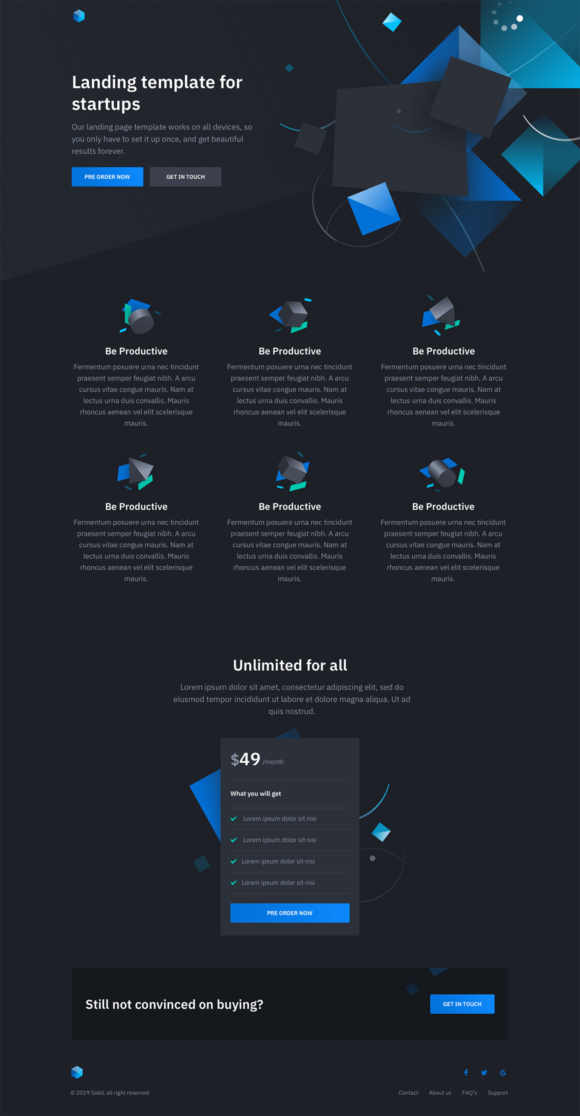 Landing template for
startups
Our landing page template works on all devices, so
you only have to set it up once, and get beautiful
results forever.
PRE ORDER NOW
GET IN TOUCH
Be Productive
Fermentum posuere urna nec tincidunt
praesent semper feugiat nibh. A arcu
cursus vitae congue mauris. Nam at
lectus urna duis convallis. Mauris
rhoncus aenean vel elit scelerisque
mauris.
Be Productive
Fermentum posuere urna nec tincidunt
praesent semper feugiat nibh. A arcu
cursus vitae congue mauris. Nam at
lectus urna duis convallis. Mauris
rhoncus aenean vel elit scelerisque
mauris.
Be Productive
Fermentum posuere urna nec tincidunt
praesent semper feugiat nibh. A arcu
cursus vitae congue mauris. Nam at
lectus urna duis convallis. Mauris
rhoncus aenean vel elit scelerisque
mauris.
Be Productive
Fermentum posuere urna nec tincidunt
praesent semper feugiat nibh. A arcu
cursus vitae congue mauris. Nam at
lectus urna duis convallis. Mauris
rhoncus aenean vel elit scelerisque
mauris.
Be Productive
Fermentum posuere urna nec tincidunt
praesent semper feugiat nibh. A arcu
cursus vitae congue mauris. Nam at
lectus urna duis convallis. Mauris
rhoncus aenean vel elit scelerisque
mauris.
Be Productive
Fermentum posuere urna nec tincidunt
praesent semper feugiat nibh. A arcu
cursus vitae congue mauris. Nam at
lectus urna duis convallis. Mauris
rhoncus aenean vel elit scelerisque
mauris.
Unlimited for all
Lorem ipsum dolor sit amet, consectetur adipiscing elit, sed do
eiusmod tempor incididunt ut labore et dolore magna aliqua. Ut ad
quis nostrud.
$49 /month
What you will get
Lorem ipsum dolor sit nisi
Lorem ipsum dolor sit nisi
Lorem ipsum dolor sit nisi
Lorem ipsum dolor sit nisi
PRE ORDER NOW
Still not convinced on buying?
GET IN TOUCH
© 2019 Solid, all right reserved
Contact
About us
FAQ's
Support